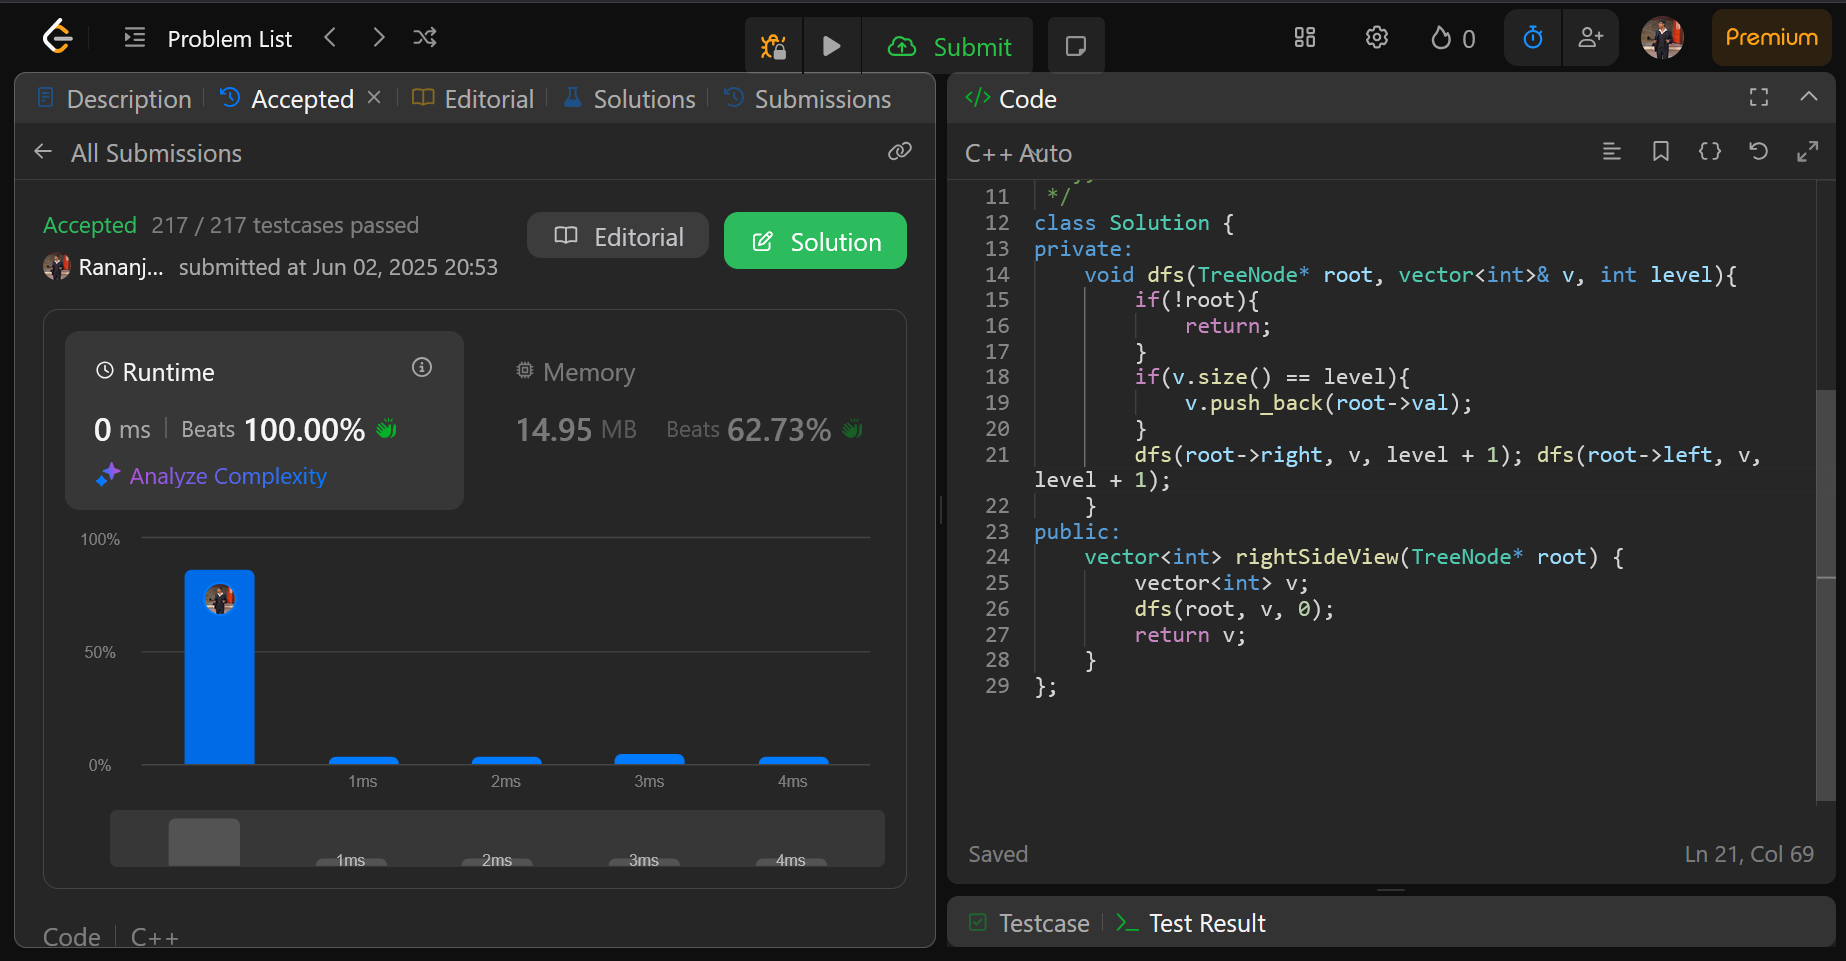 Problem List
Submit
0
Premium
Description
Accepted
Editorial
Solutions
Submissions
All Submissions
Accepted 217 / 217 testcases passed
Rananj... submitted at Jun 02, 2025 20:53
Editorial
Solution
Runtime
0 ms Beats 100.00%
Analyze Complexity
Memory
14.95 MB Beats 62.73%
100%
50%
0%
1ms 2ms 3ms 4ms
1ms 2ms 3ms 4ms
Code C++
</> Code
C++ Auto
11 */
12 class Solution {
13 private:
14 void dfs(TreeNode* root, vector<int>& v, int level){
15 if(!root){
16 return;
17 }
18 if(v.size() == level){
19 v.push_back(root->val);
20 }
21 dfs(root->right, v, level + 1); dfs(root->left, v,
level + 1);
22 }
23 public:
24 vector<int> rightSideView(TreeNode* root) {
25 vector<int> v;
26 dfs(root, v, 0);
27 return v;
28 }
29 };
Saved
Ln 21, Col 69
Testcase
Test Result